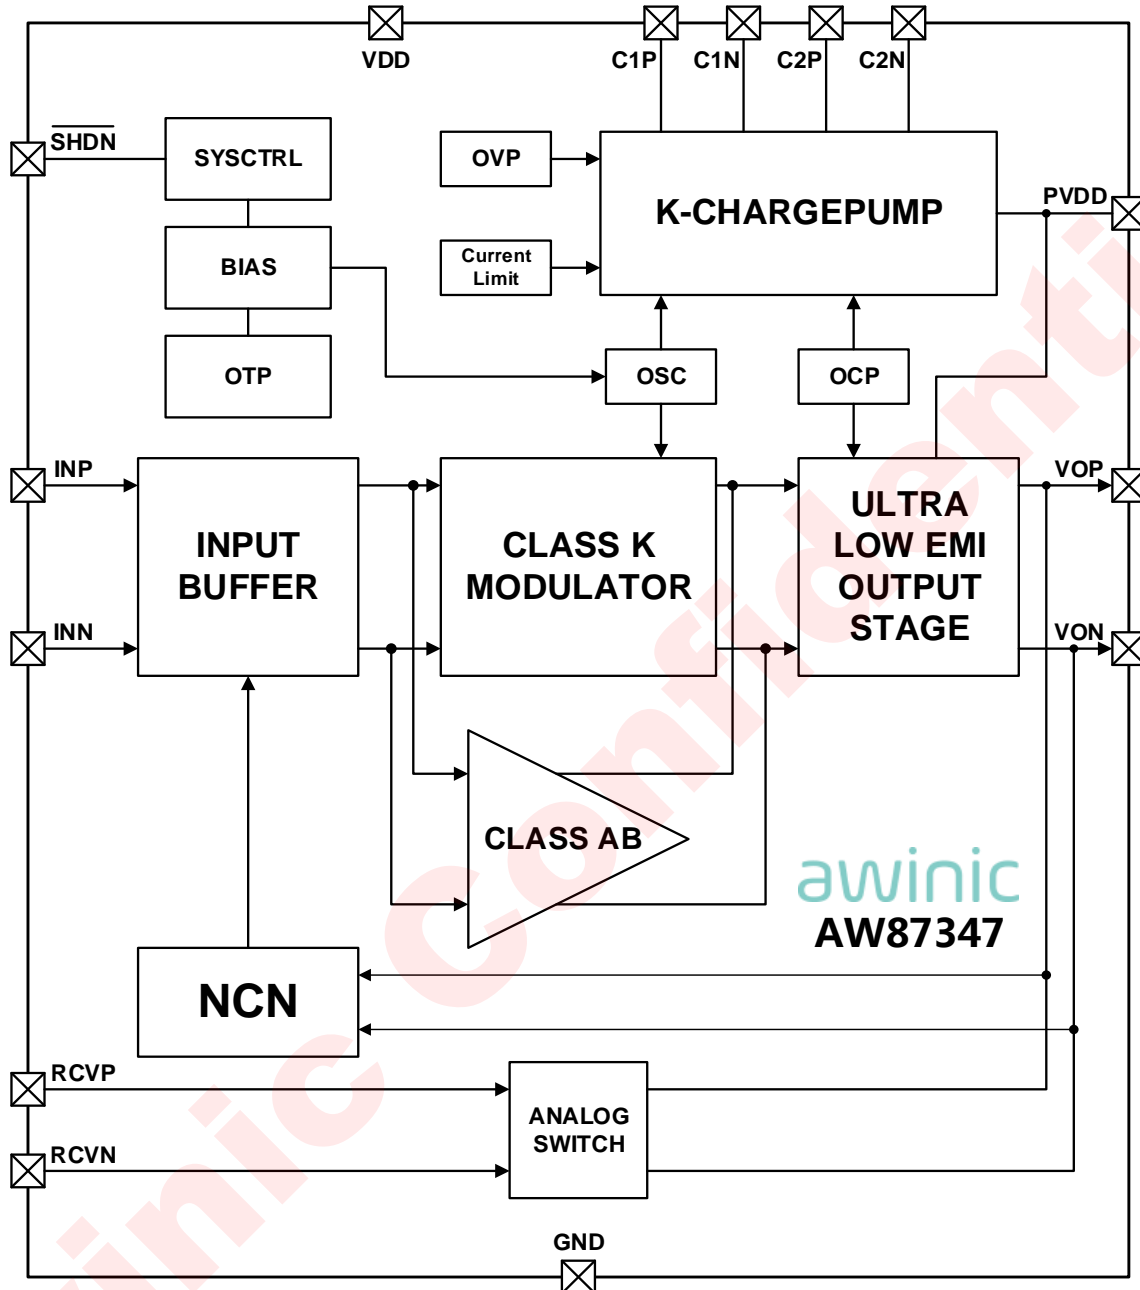 VDD
C1P
C1N
C2P
C2N
SHDN
SYSCTRL
OVP
K-CHARGEPUMP
PVDD
BIAS
Current
Limit
OTP
OSC
OCP
INP
INPUT
BUFFER
CLASS K
MODULATOR
ULTRA
LOW EMI
OUTPUT
STAGE
VOP
INN
VON
CLASS AB
awinic
AW87347
NCN
RCVP
ANALOG
SWITCH
RCVN
GND
inic Confidenti